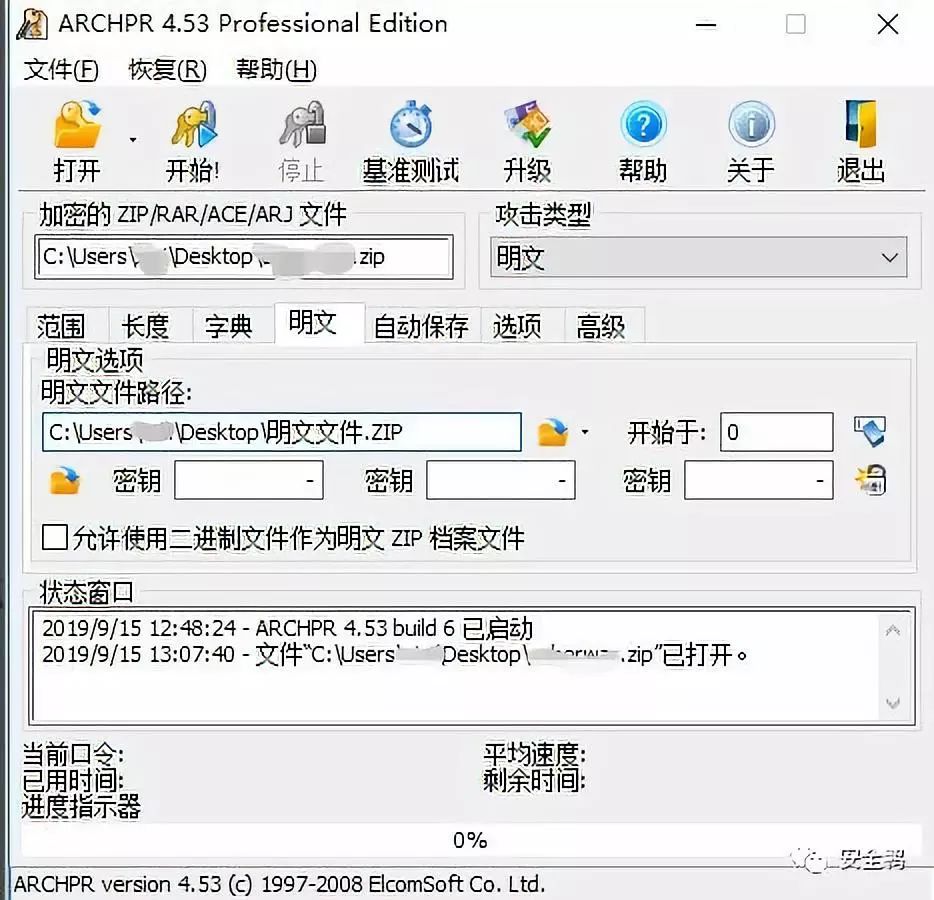 ARCHPR 4.53 Professional Edition
文件(F) 恢复(R) 帮助(H)
打开 开始! 停止 基准测试 升级 帮助 关于 退出
加密的 ZIP/RAR/ACE/ARJ 文件 攻击类型
C:\Users\ \Desktop\ .zip 明文
范围 长度 字典 明文 自动保存 选项 高级
明文选项
明文文件路径:
C:\Users \Desktop\明文文件.ZIP 开始于: 0
密钥 - 密钥 - 密钥 -
允许使用二进制文件作为明文 ZIP 档案文件
状态窗口
2019/9/15 12:48:24 - ARCHPR 4.53 build 6 已启动
2019/9/15 13:07:40 - 文件“C:\Users \Desktop\ .zip”已打开。
当前口令: 平均速度:
已用时间: 剩余时间:
进度指示器
0%
安全鸭
ARCHPR version 4.53 (c) 1997-2008 ElcomSoft Co. Ltd.